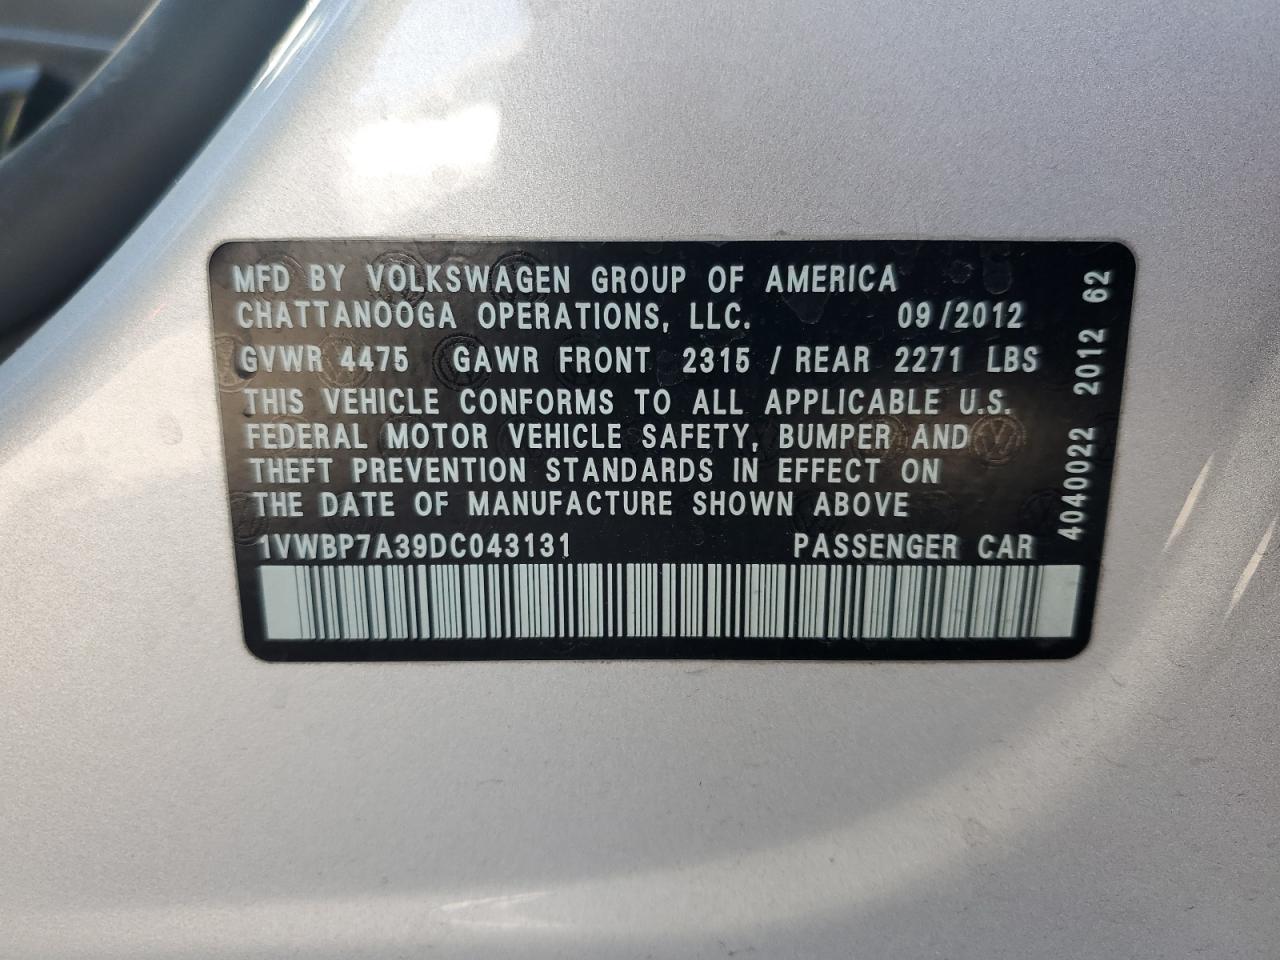 MFD BY VOLKSWAGEN GROUP OF AMERICA
CHATTANOOGA OPERATIONS, LLC. 09/2012
GVWR 4475 GAWR FRONT 2315 / REAR 2271 LBS
THIS VEHICLE CONFORMS TO ALL APPLICABLE U.S.
FEDERAL MOTOR VEHICLE SAFETY, BUMPER AND
THEFT PREVENTION STANDARDS IN EFFECT ON
THE DATE OF MANUFACTURE SHOWN ABOVE
1VWBP7A39DC043131 PASSENGER CAR
4040022 2012 62